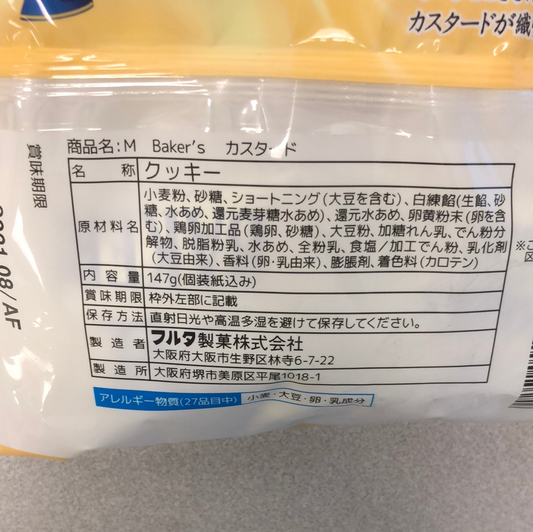 カスタードが織
賞味期限
2021.08/AF
商品名:M Baker's カスタード
名 称 クッキー
原材料名 小麦粉、砂糖、ショートニング(大豆を含む)、白練餡(生餡、砂
糖、水あめ、還元麦芽糖水あめ)、還元水あめ、卵黄粉末(卵を含
む)、鶏卵加工品(鶏卵、砂糖)、大豆粉、加糖れん乳、でん粉分
解物、脱脂粉乳、水あめ、全粉乳、食塩/加工でん粉、乳化剤
(大豆由来)、香料(卵・乳由来)、膨脹剤、着色料(カロテン)
内 容 量 147g(個装紙込み)
賞味期限 枠外左部に記載
保存方法 直射日光や高温多湿を避けて保存してください。
製 造 者 フルタ製菓株式会社
大阪府大阪市生野区林寺6-7-22
製 造 所 大阪府堺市美原区平尾1018-1
アレルギー物質(27品目中) 小麦・大豆・卵・乳成分
※こ
区